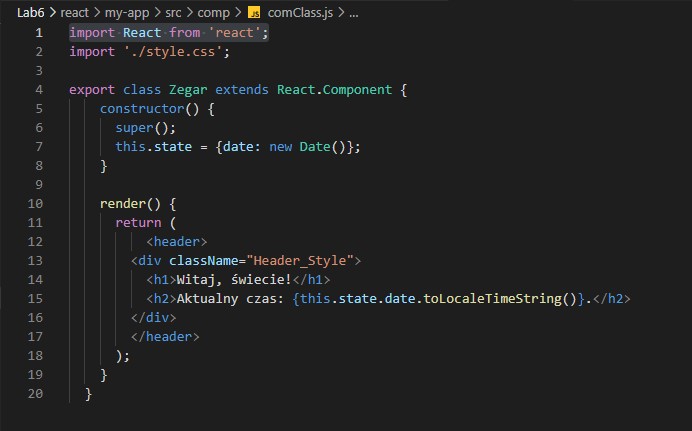 Lab6 > react > my-app > src > comp > JS comClass.js > ...
1 import React from 'react';
2 import './style.css';
3
4 export class Zegar extends React.Component {
5     constructor() {
6       super();
7       this.state = {date: new Date()};
8     }
9
10     render() {
11       return (
12           <header>
13         <div className="Header_Style">
14           <h1>Witaj, świecie!</h1>
15           <h2>Aktualny czas: {this.state.date.toLocaleTimeString()}.</h2>
16         </div>
17         </header>
18       );
19     }
20   }